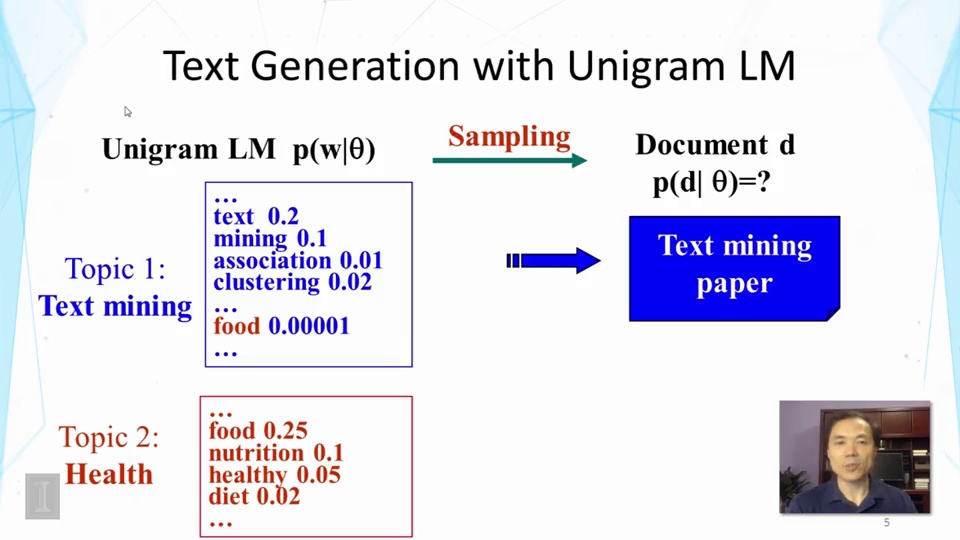 Text Generation with Unigram LM
Unigram LM p(w|θ)
Sampling
Document d
p(d| θ)=?
Topic 1:
Text mining
…
text 0.2
mining 0.1
association 0.01
clustering 0.02
…
food 0.00001
…
Text mining
paper
Topic 2:
Health
…
food 0.25
nutrition 0.1
healthy 0.05
diet 0.02
…
I
5